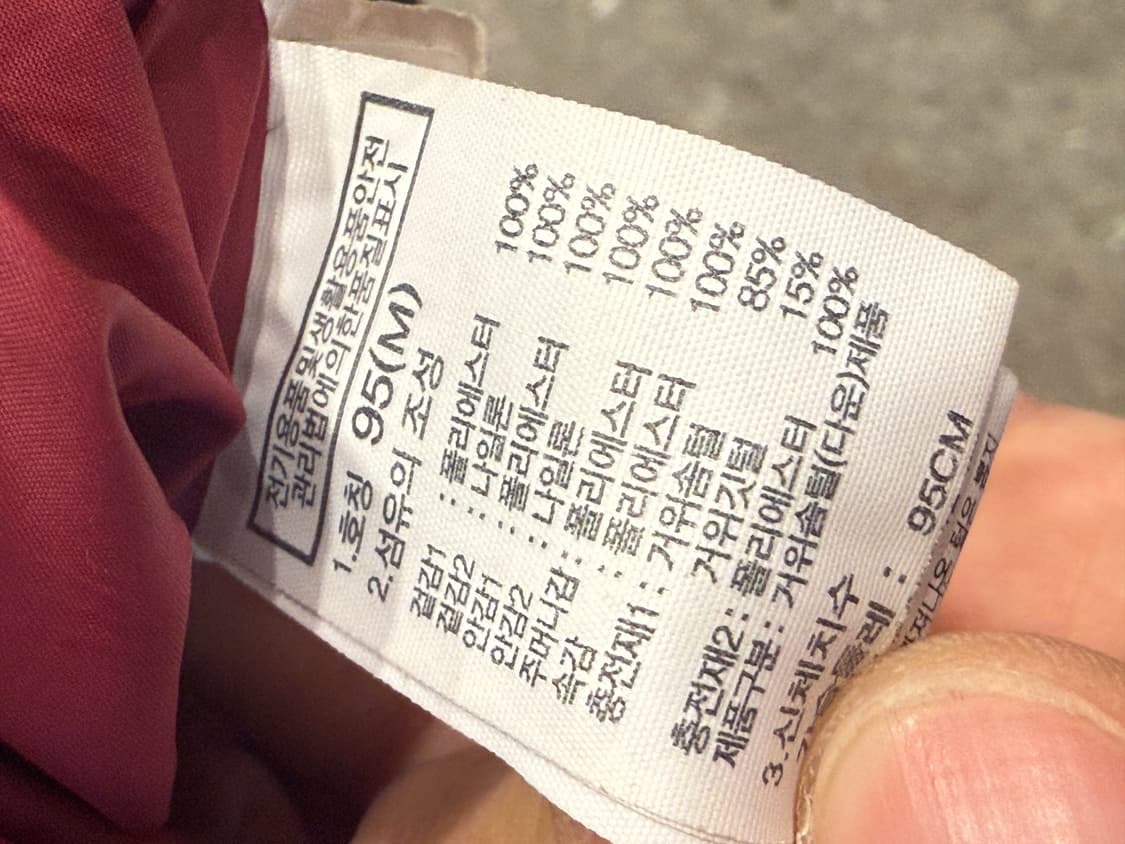 전기용품및생활용품안전
관리법에의한품질표시
1.호칭 95(M)
2.섬유의 조성
겉감1 : 폴리에스터 100%
겉감2 : 나일론 100%
안감1 : 폴리에스터 100%
안감2 : 나일론 100%
주머니감 : 폴리에스터 100%
속감 : 폴리에스터 100%
충전재1 : 거위솜털 85%
거위깃털 15%
충전재2 : 폴리에스터 100%
제품구분 : 거위솜털(다운)제품
3.신체치수
: 95CM